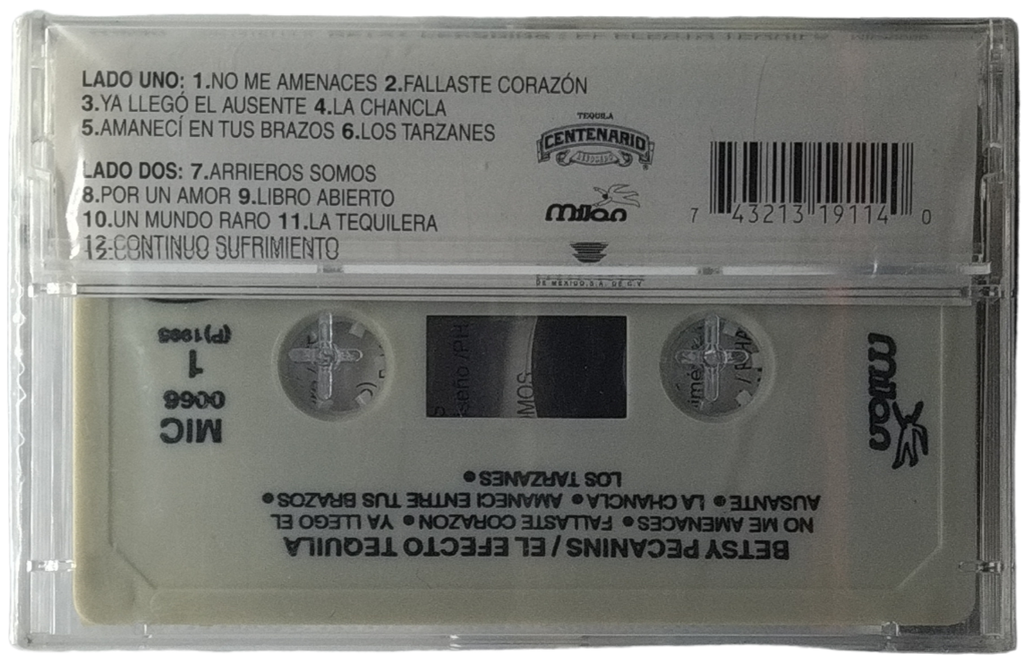 LADO UNO: 1.NO ME AMENACES 2.FALLASTE CORAZÓN
3.YA LLEGÓ EL AUSENTE 4.LA CHANCLA
5.AMANECÍ EN TUS BRAZOS 6.LOS TARZANES
LADO DOS: 7.ARRIEROS SOMOS
8.POR UN AMOR 9.LIBRO ABIERTO
10.UN MUNDO RARO 11.LA TEQUILERA
12.CONTINUO SUFRIMIENTO
TEQUILA
CENTENARIO
milan
7 43213 19114 0
DE MEXICO, S.A. DE C.V.
BETSY PECANINS / EL EFECTO TEQUILA
NO ME AMENACES ● FALLASTE CORAZON ● YA LLEGO EL
AUSANTE ● LA CHANCLA ● AMANECI ENTRE TUS BRAZOS ●
LOS TARZANES ●
MIC
0066
1
(P)1995
milan